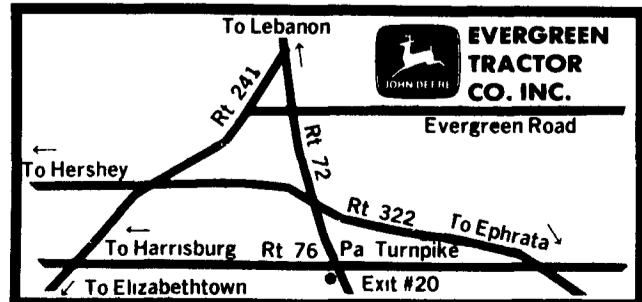 To Lebanon
EVERGREEN
TRACTOR
CO. INC.
JOHN DEERE
Rt 241
Evergreen Road
Rt 72
To Hershey
Rt 322
To Ephrata
To Harrisburg Rt 76 Pa Turnpike
To Elizabethtown
Exit #20